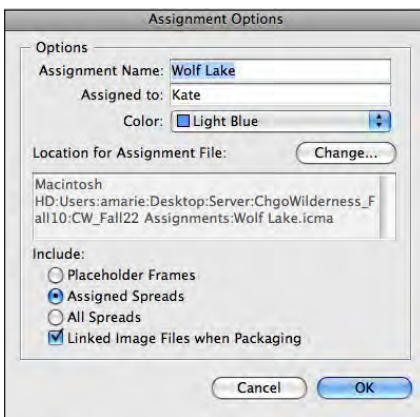 Assignment Options
Options
Assignment Name: Wolf Lake
Assigned to: Kate
Color: Light Blue
Location for Assignment File: Change...
Macintosh
HD:Users:amarie:Desktop:Server:ChgoWilderness_F
all10:CW_Fall22 Assignments:Wolf Lake.icma
Include:
Placeholder Frames
Assigned Spreads
All Spreads
Linked Image Files when Packaging
Cancel OK